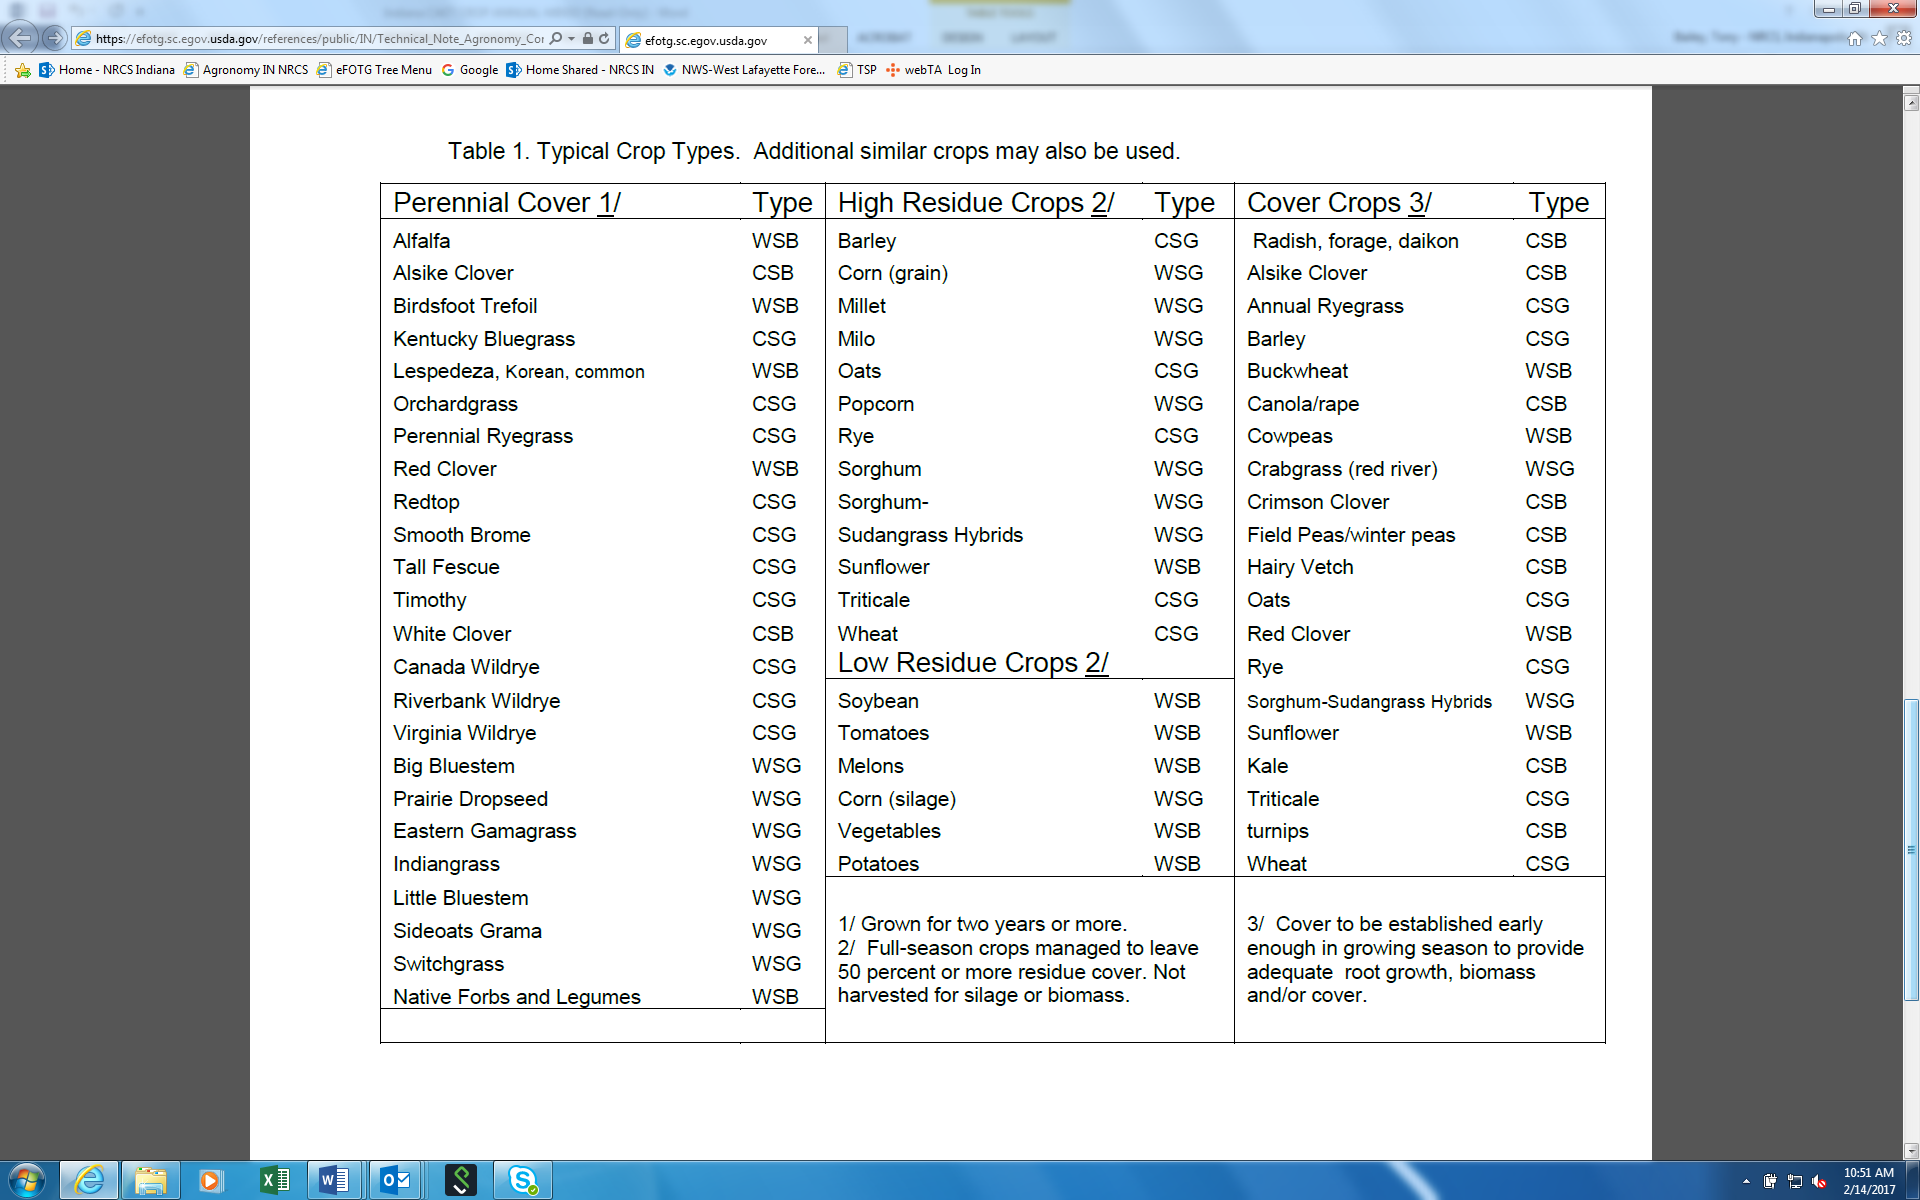 https://efotg.sc.egov.usda.gov/references/public/IN/Technical_Note_Agronomy_Cor
efotg.sc.egov.usda.gov
Home - NRCS Indiana Agronomy IN NRCS eFOTG Tree Menu Google Home Shared - NRCS IN NWS-West Lafayette Fore... TSP webTA Log In
Table 1. Typical Crop Types. Additional similar crops may also be used.
Perennial Cover 1/ Type High Residue Crops 2/ Type Cover Crops 3/ Type
Alfalfa WSB Barley CSG Radish, forage, daikon CSB
Alsike Clover CSB Corn (grain) WSG Alsike Clover CSB
Birdsfoot Trefoil WSB Millet WSG Annual Ryegrass CSG
Kentucky Bluegrass CSG Milo WSG Barley CSG
Lespedeza, Korean, common WSB Oats CSG Buckwheat WSB
Orchardgrass CSG Popcorn WSG Canola/rape CSB
Perennial Ryegrass CSG Rye CSG Cowpeas WSB
Red Clover WSB Sorghum WSG Crabgrass (red river) WSG
Redtop CSG Sorghum- WSG Crimson Clover CSB
Smooth Brome CSG Sudangrass Hybrids WSG Field Peas/winter peas CSB
Tall Fescue CSG Sunflower WSB Hairy Vetch CSB
Timothy CSG Triticale CSG Oats CSG
White Clover CSB Wheat CSG Red Clover WSB
Canada Wildrye CSG Low Residue Crops 2/ Rye CSG
Riverbank Wildrye CSG Soybean WSB Sorghum-Sudangrass Hybrids WSG
Virginia Wildrye CSG Tomatoes WSB Sunflower WSB
Big Bluestem WSG Melons WSB Kale CSB
Prairie Dropseed WSG Corn (silage) WSG Triticale CSG
Eastern Gamagrass WSG Vegetables WSB turnips CSB
Indiangrass WSG Potatoes WSB Wheat CSG
Little Bluestem WSG
Sideoats Grama WSG
Switchgrass WSG
Native Forbs and Legumes WSB
1/ Grown for two years or more.
2/ Full-season crops managed to leave
50 percent or more residue cover. Not
harvested for silage or biomass.
3/ Cover to be established early
enough in growing season to provide
adequate root growth, biomass
and/or cover.
10:51 AM
2/14/2017